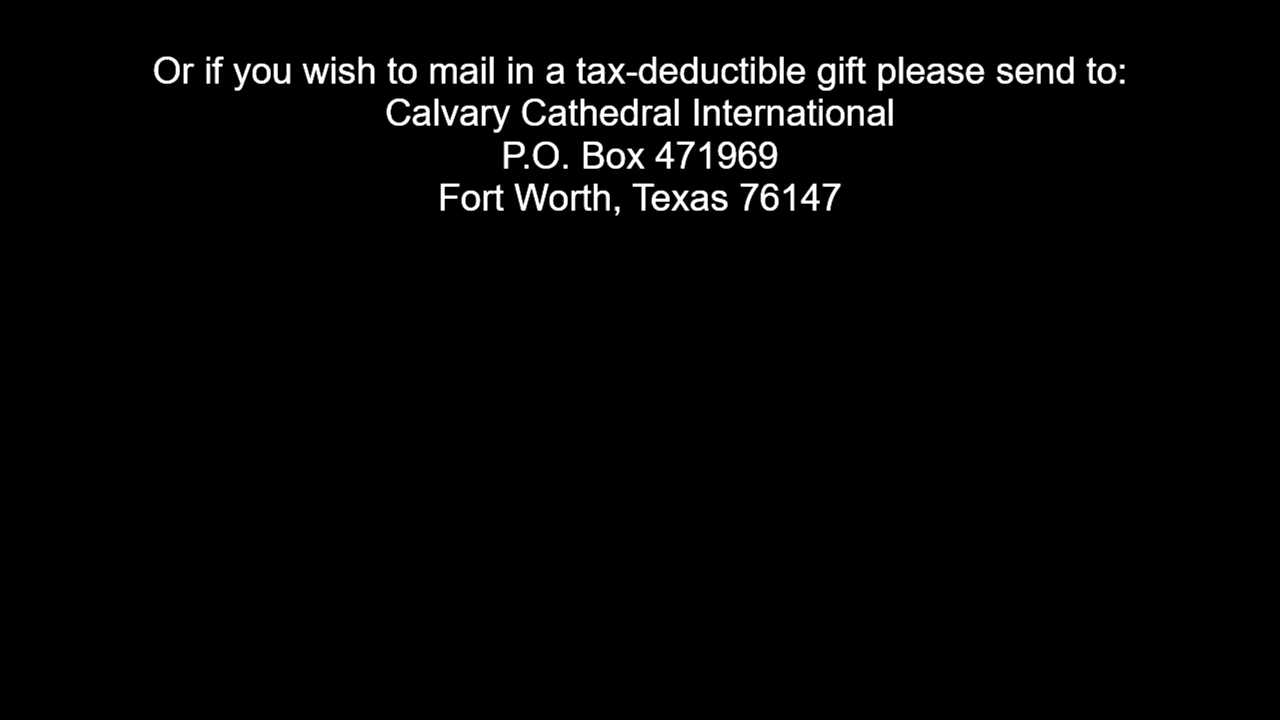 Or if you wish to mail in a tax-deductible gift please send to:
Calvary Cathedral International
P.O. Box 471969
Fort Worth, Texas 76147